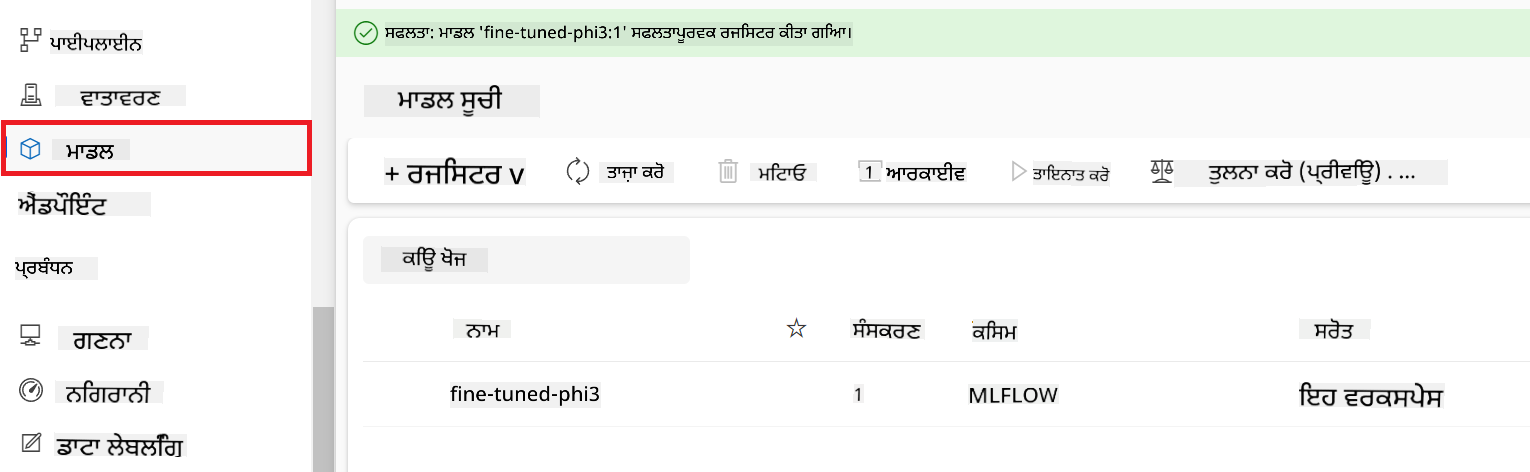 ਪਾਈਪਲਾਈਨ
ਵਾਤਾਵਰਣ
ਮਾਡਲ
ਐਂਡਪੌਇੰਟ
ਪ੍ਰਬੰਧਨ
ਗਣਨਾ
ਨਿਗਰਾਨੀ
ਡਾਟਾ ਲੇਬਲਿੰਗ
ਸਫਲਤਾ: ਮਾਡਲ 'fine-tuned-phi3:1' ਸਫਲਤਾਪੂਰਵਕ ਰਜਿਸਟਰ ਕੀਤਾ ਗਿਆ।
ਮਾਡਲ ਸੂਚੀ
+ ਰਜਿਸਟਰ v ਤਾਜ਼ਾ ਕਰੋ ਮਿਟਾਓ 1 ਆਰਕਾਈਵ ਤਾਇਨਾਤ ਕਰੋ ਤੁਲਨਾ ਕਰੋ (ਪ੍ਰੀਵਿਊ) . ...
ਕਿਊ ਖੋਜ
ਨਾਮ ਸੰਸਕਰਣ ਕਿਸਮ ਸਰੋਤ
fine-tuned-phi3 1 MLFLOW ਇਹ ਵਰਕਸਪੇਸ